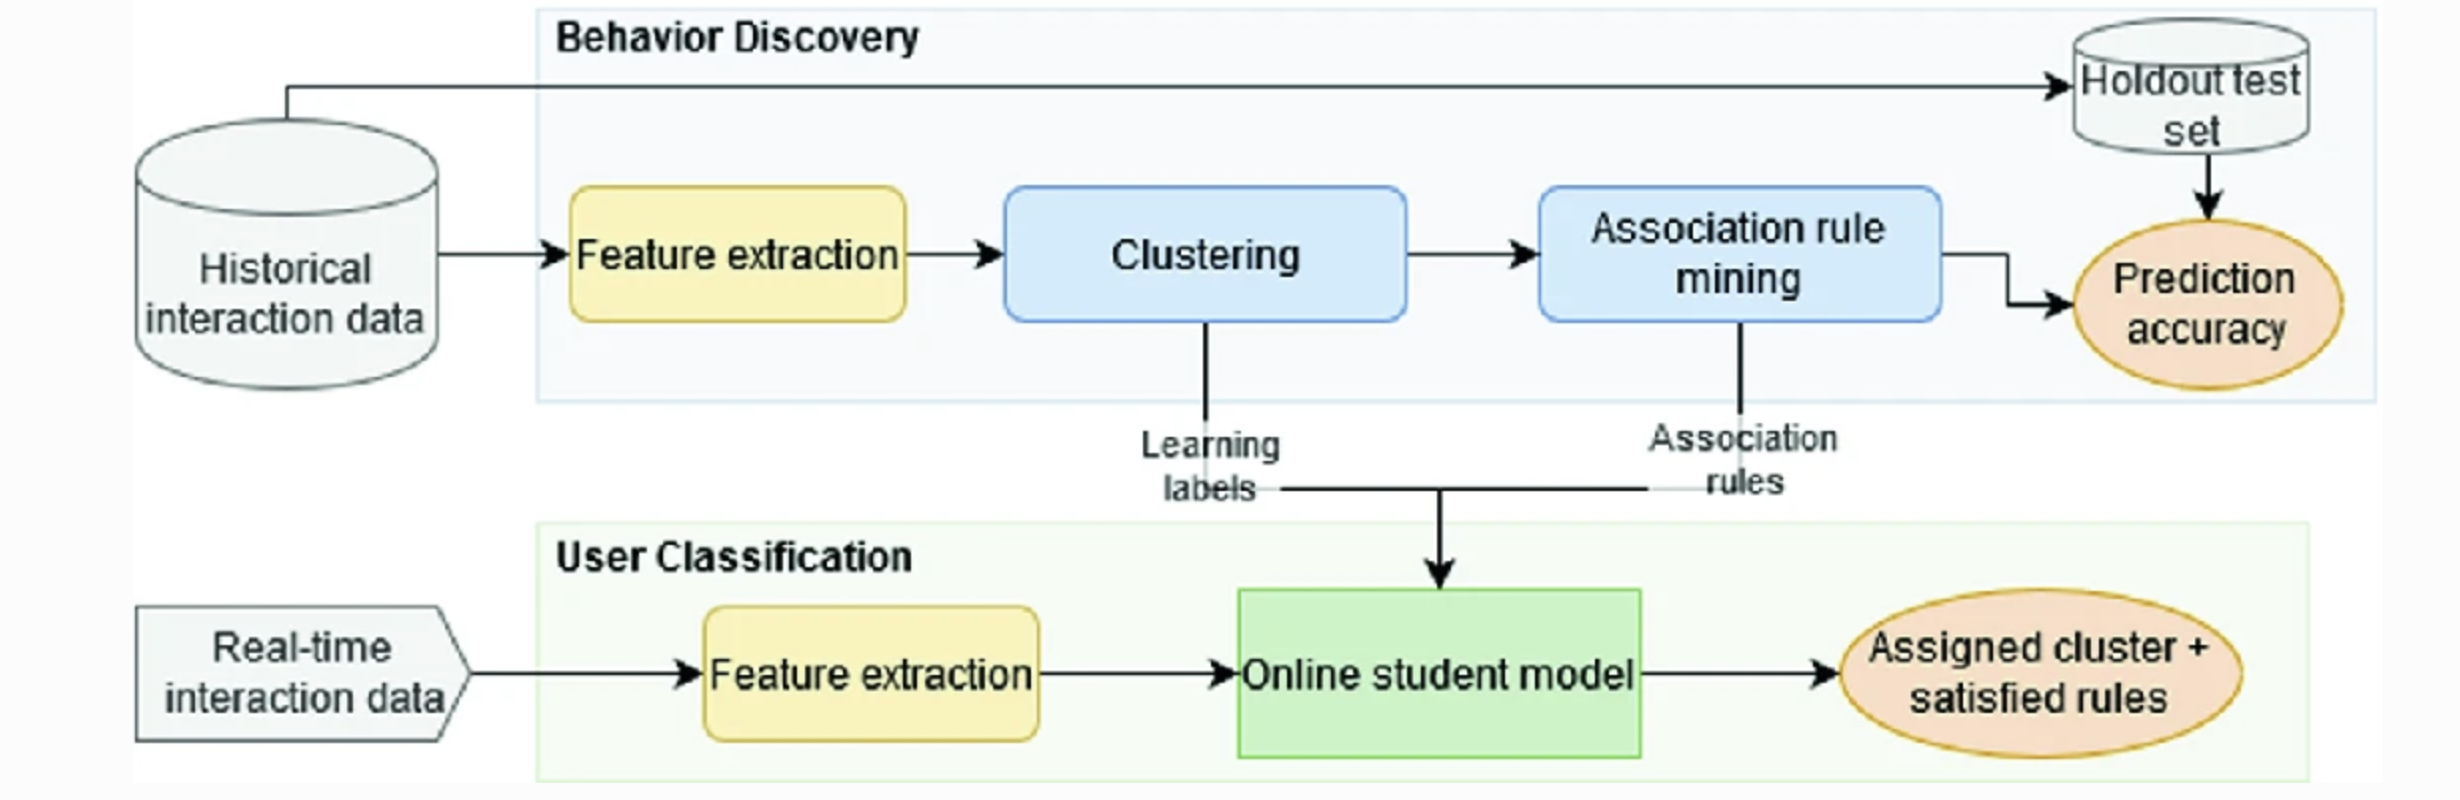 Behavior Discovery
Holdout test
set
Historical
interaction data
Feature extraction
Clustering
Association rule
mining
Prediction
accuracy
Learning
labels
Association
rules
User Classification
Real-time
interaction data
Feature extraction
Online student model
Assigned cluster +
satisfied rules